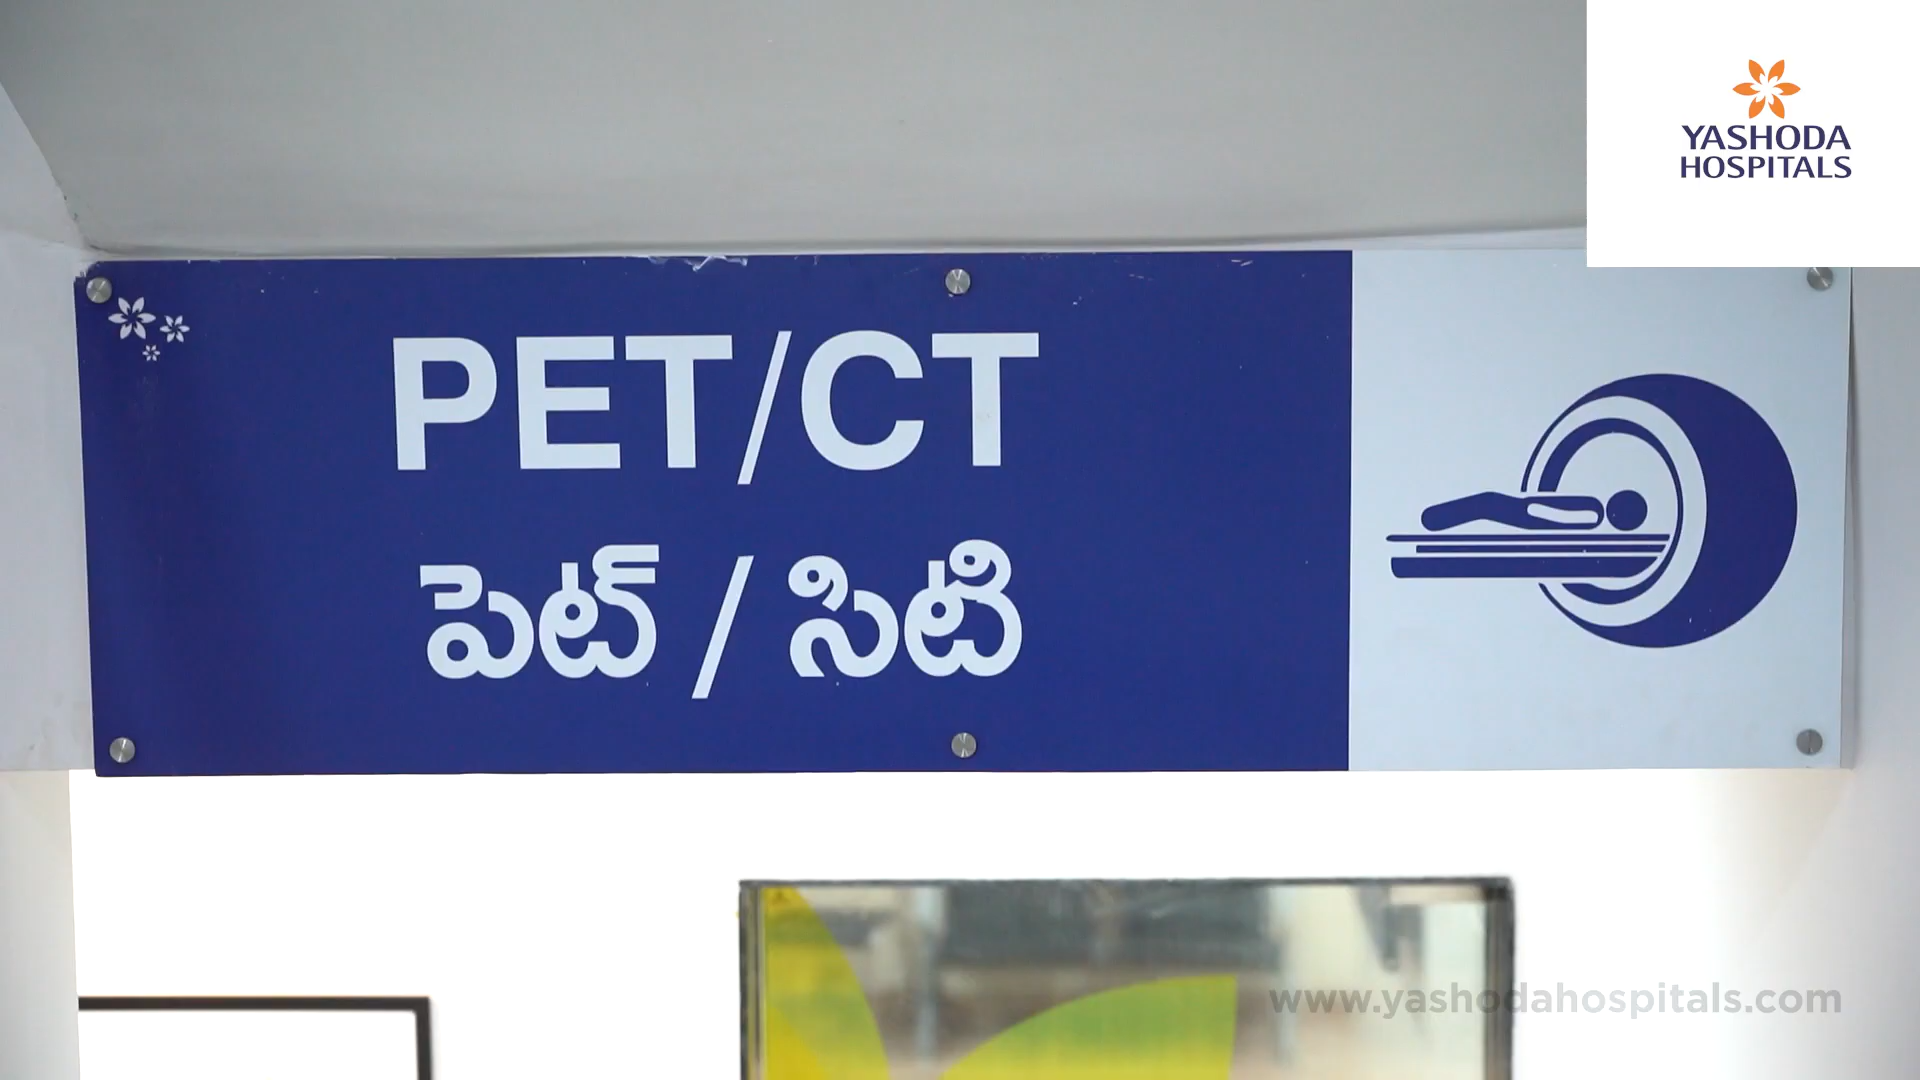 YASHODA
HOSPITALS
PET/CT
పెట్ / సిటి
www.yashodahospitals.com